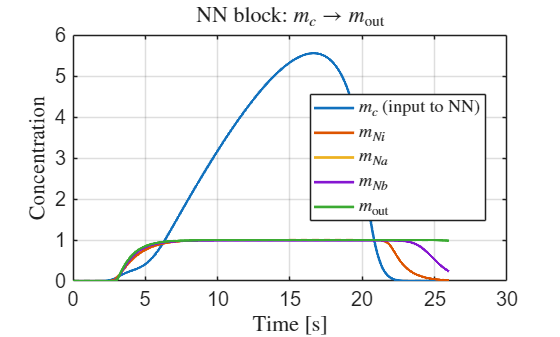 NN block: m_c → m_out
6
5
4
3
2
1
0
Concentration
m_c (input to NN)
m_Ni
m_Na
m_Nb
m_out
0 5 10 15 20 25 30
Time [s]